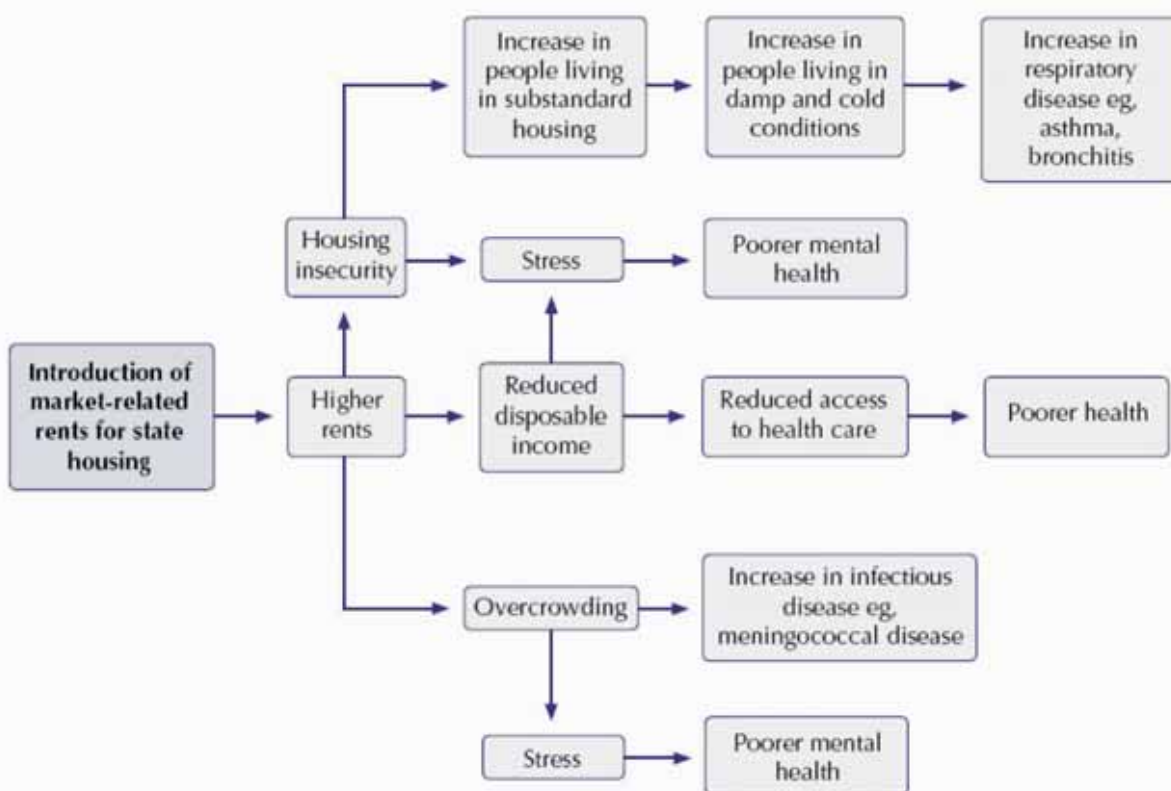 Increase in
people living
in substandard
housing
Increase in
people living in
damp and cold
conditions
Increase in
respiratory
disease eg,
asthma,
bronchitis
Housing
insecurity
Stress
Poorer mental
health
Introduction of
market-related
rents for state
housing
Higher
rents
Reduced
disposable
income
Reduced access
to health care
Poorer health
Overcrowding
Increase in infectious
disease eg,
meningococcal disease
Stress
Poorer mental
health